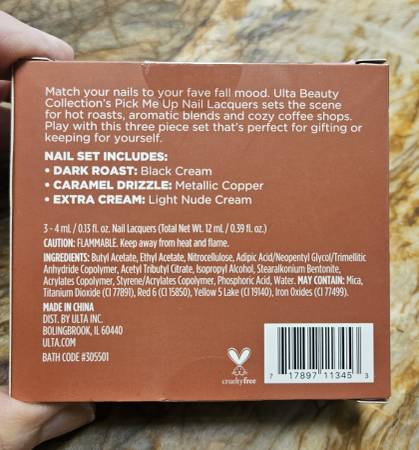 Match your nails to your fave fall mood. Ulta Beauty
Collection's Pick Me Up Nail Lacquers sets the scene
for hot roasts, aromatic blends and cozy coffee shops.
Play with this three piece set that's perfect for gifting or
keeping for yourself.
NAIL SET INCLUDES:
• DARK ROAST: Black Cream
• CARAMEL DRIZZLE: Metallic Copper
• EXTRA CREAM: Light Nude Cream
3 - 4 mL/ 0.13 fl. oz. Nail Lacquers (Total Net Wt. 12 mL / 0.39 fl. oz.)
CAUTION: FLAMMABLE. Keep away from heat and flame.
INGREDIENTS: Butyl Acetate, Ethyl Acetate, Nitrocellulose, Adipic Acid/Neopentyl Glycol/Trimellitic
Anhydride Copolymer, Acetyl Tributyl Citrate, Isopropyl Alcohol, Stearalkonium Bentonite,
Acrylates Copolymer, Styrene/Acrylates Copolymer, Phosphoric Acid, Water. MAY CONTAIN: Mica,
Titanium Dioxide (CI 77891), Red 6 (CI 15850), Yellow 5 Lake (CI 19140), Iron Oxides (CI 77499).
MADE IN CHINA
DIST. BY ULTA INC.
BOLINGBROOK, IL 60440
ULTA.COM
BATH CODE #305501
crueltyfree
7 17897 11345 3